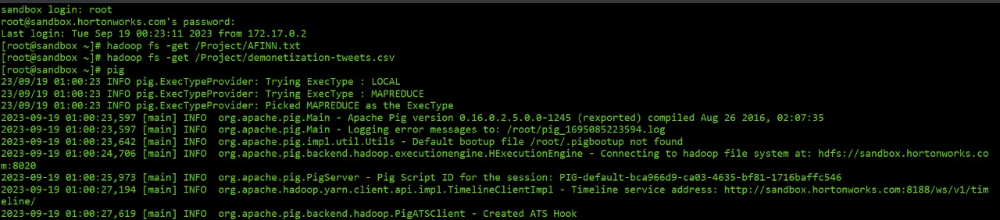 sandbox login: root
root@sandbox.hortonworks.com's password:
Last login: Tue Sep 19 00:23:11 2023 from 172.17.0.2
[root@sandbox ~]# hadoop fs -get /Project/AFINN.txt
[root@sandbox ~]# hadoop fs -get /Project/demonetization-tweets.csv
[root@sandbox ~]# pig
23/09/19 01:00:23 INFO pig.ExecTypeProvider: Trying ExecType : LOCAL
23/09/19 01:00:23 INFO pig.ExecTypeProvider: Trying ExecType : MAPREDUCE
23/09/19 01:00:23 INFO pig.ExecTypeProvider: Picked MAPREDUCE as the ExecType
2023-09-19 01:00:23,597 [main] INFO  org.apache.pig.Main - Apache Pig version 0.16.0.2.5.0.0-1245 (rexported) compiled Aug 26 2016, 02:07:35
2023-09-19 01:00:23,597 [main] INFO  org.apache.pig.Main - Logging error messages to: /root/pig_1695085223594.log
2023-09-19 01:00:23,642 [main] INFO  org.apache.pig.impl.util.Utils - Default bootup file /root/.pigbootup not found
2023-09-19 01:00:24,706 [main] INFO  org.apache.pig.backend.hadoop.executionengine.HExecutionEngine - Connecting to hadoop file system at: hdfs://sandbox.hortonworks.co
m:8020
2023-09-19 01:00:25,973 [main] INFO  org.apache.pig.PigServer - Pig Script ID for the session: PIG-default-bca966d9-ca03-4635-bf81-1716baffc546
2023-09-19 01:00:27,194 [main] INFO  org.apache.hadoop.yarn.client.api.impl.TimelineClientImpl - Timeline service address: http://sandbox.hortonworks.com:8188/ws/v1/tim
eline/
2023-09-19 01:00:27,619 [main] INFO  org.apache.pig.backend.hadoop.PigATSClient - Created ATS Hook